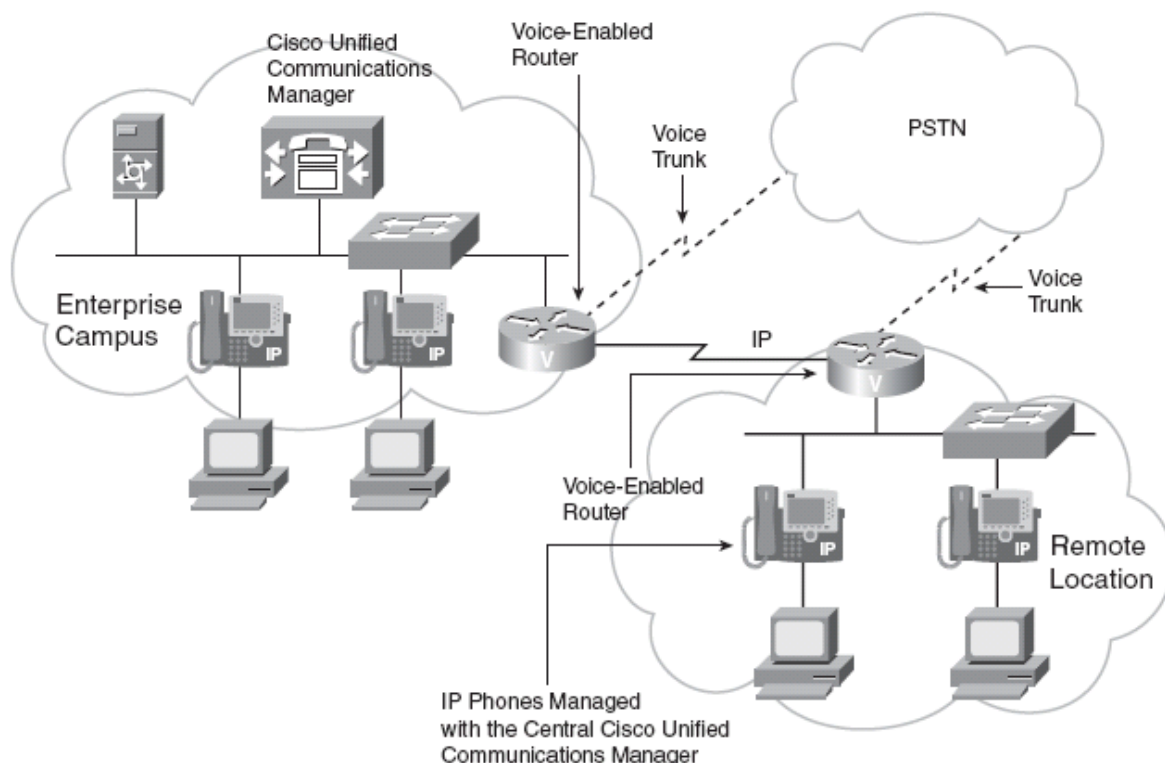 Cisco Unified
Communications
Manager
Voice-Enabled
Router
Voice
Trunk
PSTN
Enterprise
Campus
IP
IP
V
IP
Voice
Trunk
V
Voice-Enabled
Router
IP
IP
Remote
Location
IP Phones Managed
with the Central Cisco Unified
Communications Manager